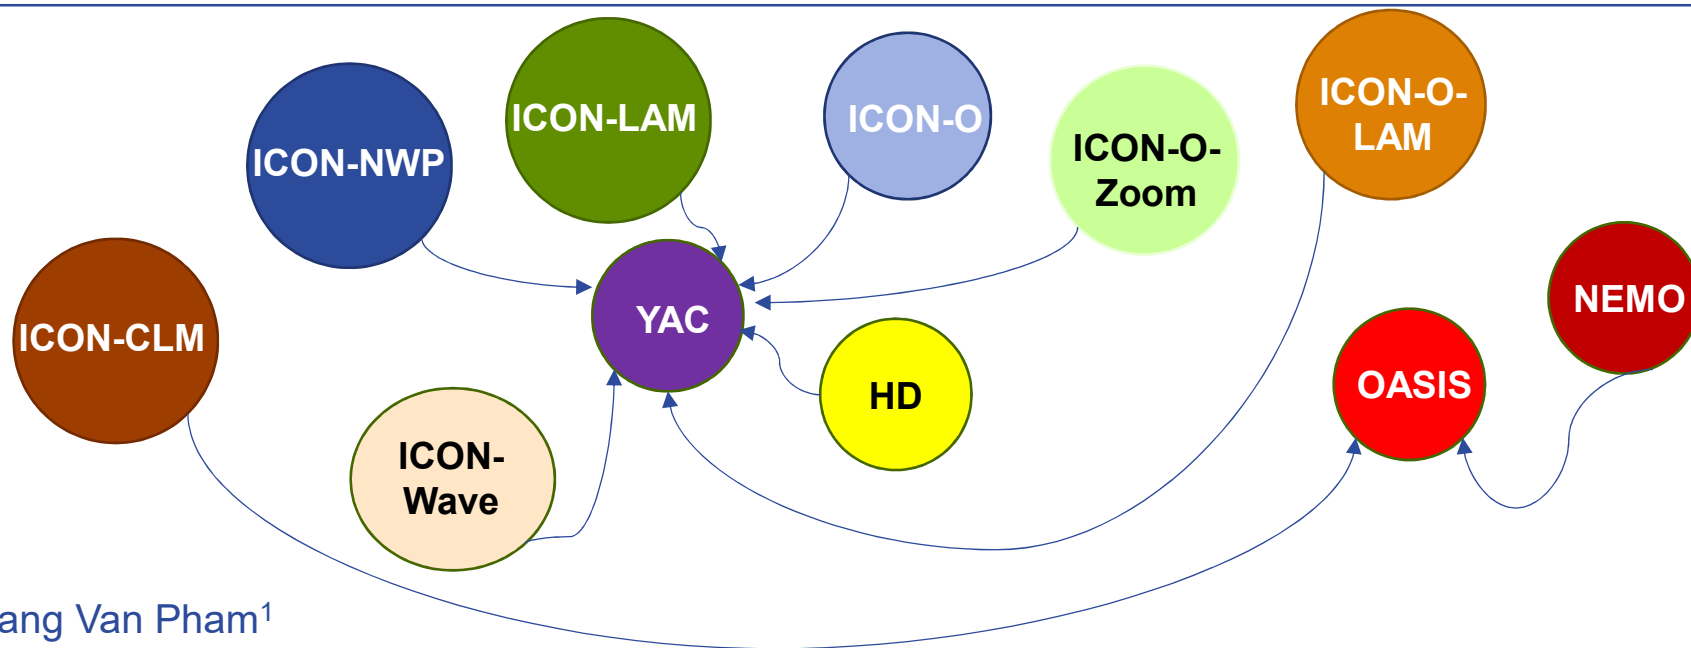 ICON-NWP
ICON-LAM
ICON-O
ICON-O-
Zoom
ICON-O-
LAM
ICON-CLM
YAC
NEMO
OASIS
HD
ICON-
Wave
ang Van Pham¹